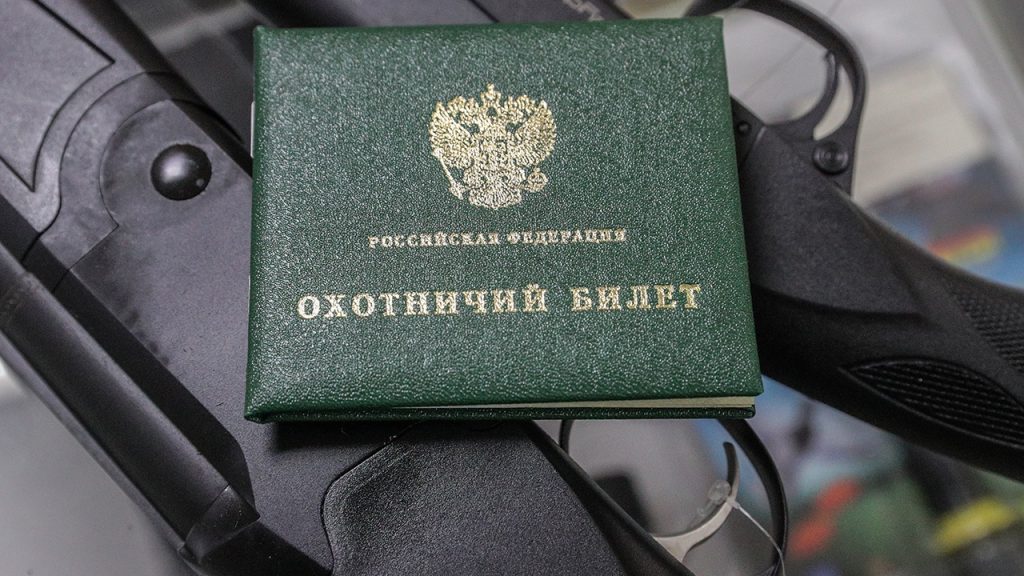 РОССИЙСКАЯ ФЕДЕРАЦИЯ
ОХОТНИЧИЙ БИЛЕТ